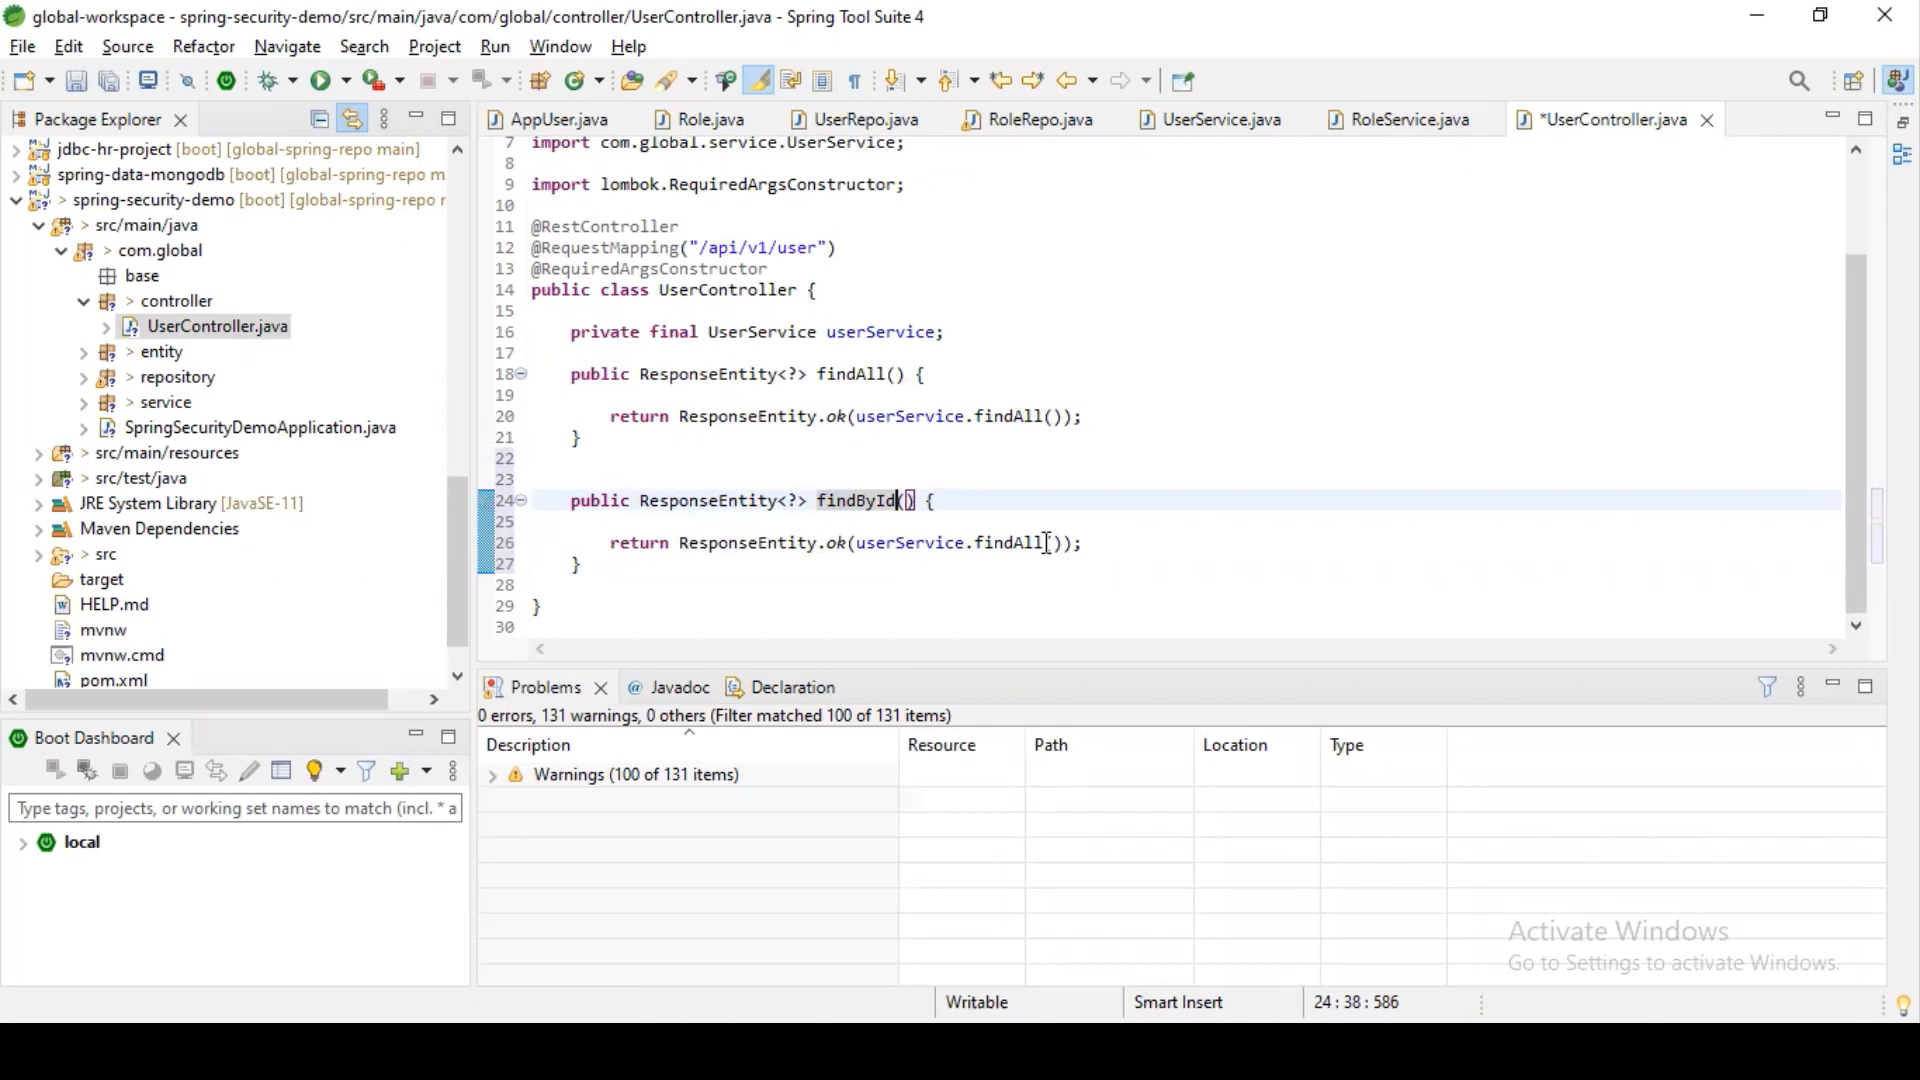 global-workspace - spring-security-demo/src/main/java/com/global/controller/UserController.java - Spring Tool Suite 4
File Edit Source Refactor Navigate Search Project Run Window Help
Package Explorer
jdbc-hr-project [boot] [global-spring-repo main]
spring-data-mongodb [boot] [global-spring-repo m
> spring-security-demo [boot] [global-spring-repo r
> src/main/java
> com.global
base
> controller
UserController.java
> entity
> repository
> service
SpringSecurityDemoApplication.java
> src/main/resources
> src/test/java
JRE System Library [JavaSE-11]
Maven Dependencies
> src
target
HELP.md
mvnw
mvnw.cmd
pom.xml
Boot Dashboard
Type tags, projects, or working set names to match (incl. * a
local
AppUser.java Role.java UserRepo.java RoleRepo.java UserService.java RoleService.java *UserController.java
7 import com.global.service.UserService;
8
9 import lombok.RequiredArgsConstructor;
10
11 @RestController
12 @RequestMapping("/api/v1/user")
13 @RequiredArgsConstructor
14 public class UserController {
15
16 private final UserService userService;
17
18 public ResponseEntity<?> findAll() {
19
20 return ResponseEntity.ok(userService.findAll());
21 }
22
23
24 public ResponseEntity<?> findById() {
25
26 return ResponseEntity.ok(userService.findAll());
27 }
28
29 }
30
Problems @ Javadoc Declaration
0 errors, 131 warnings, 0 others (Filter matched 100 of 131 items)
Description Resource Path Location Type
Warnings (100 of 131 items)
Activate Windows
Go to Settings to activate Windows.
Writable Smart Insert 24 : 38 : 586